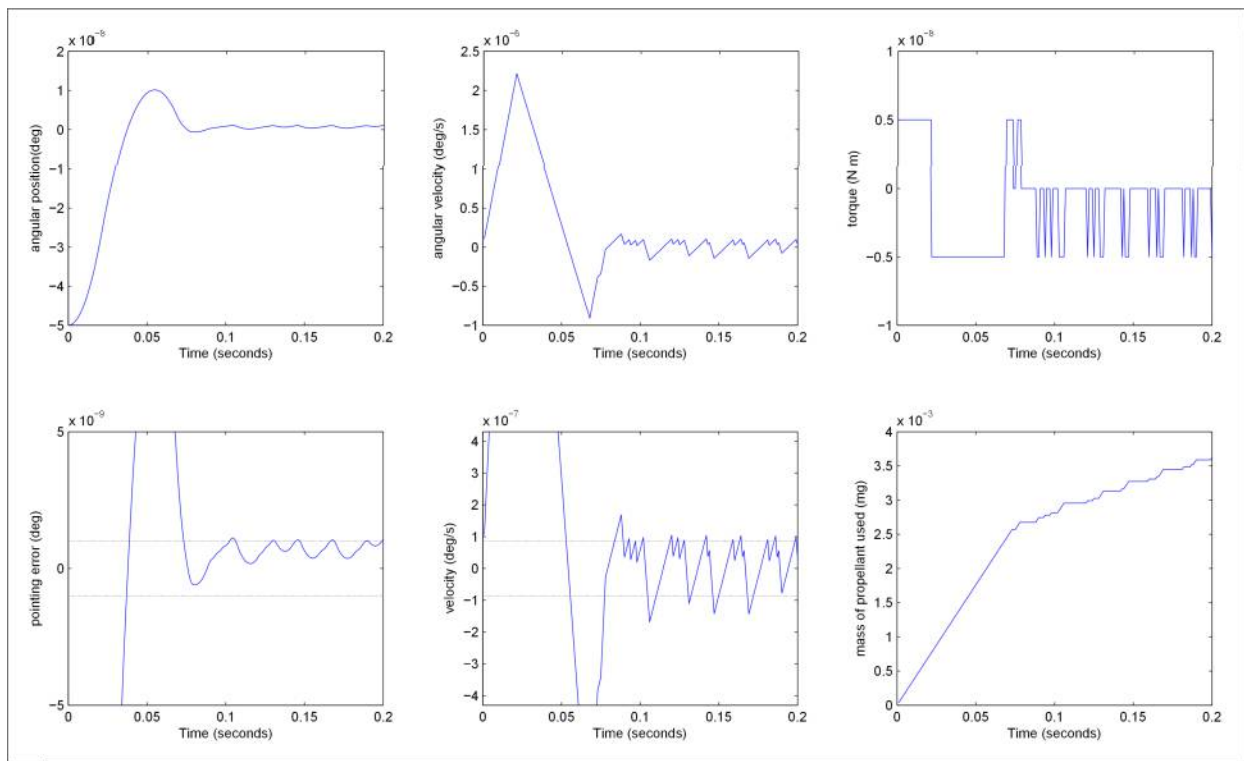 x 10⁻⁸
2
1
0
−1
−2
−3
−4
−5
angular position(deg)
0 0.05 0.1 0.15 0.2
Time (seconds)
x 10⁻⁶
2.5
2
1.5
1
0.5
0
−0.5
−1
angular velocity (deg/s)
0 0.05 0.1 0.15 0.2
Time (seconds)
x 10⁻⁸
1
0.5
0
−0.5
−1
torque (N m)
0 0.05 0.1 0.15 0.2
Time (seconds)
x 10⁻⁹
5
0
−5
pointing error (deg)
0 0.05 0.1 0.15 0.2
Time (seconds)
x 10⁻⁷
4
3
2
1
0
−1
−2
−3
−4
velocity (deg/s)
0 0.05 0.1 0.15 0.2
Time (seconds)
x 10⁻³
4
3.5
3
2.5
2
1.5
1
0.5
0
mass of propellant used (mg)
0 0.05 0.1 0.15 0.2
Time (seconds)